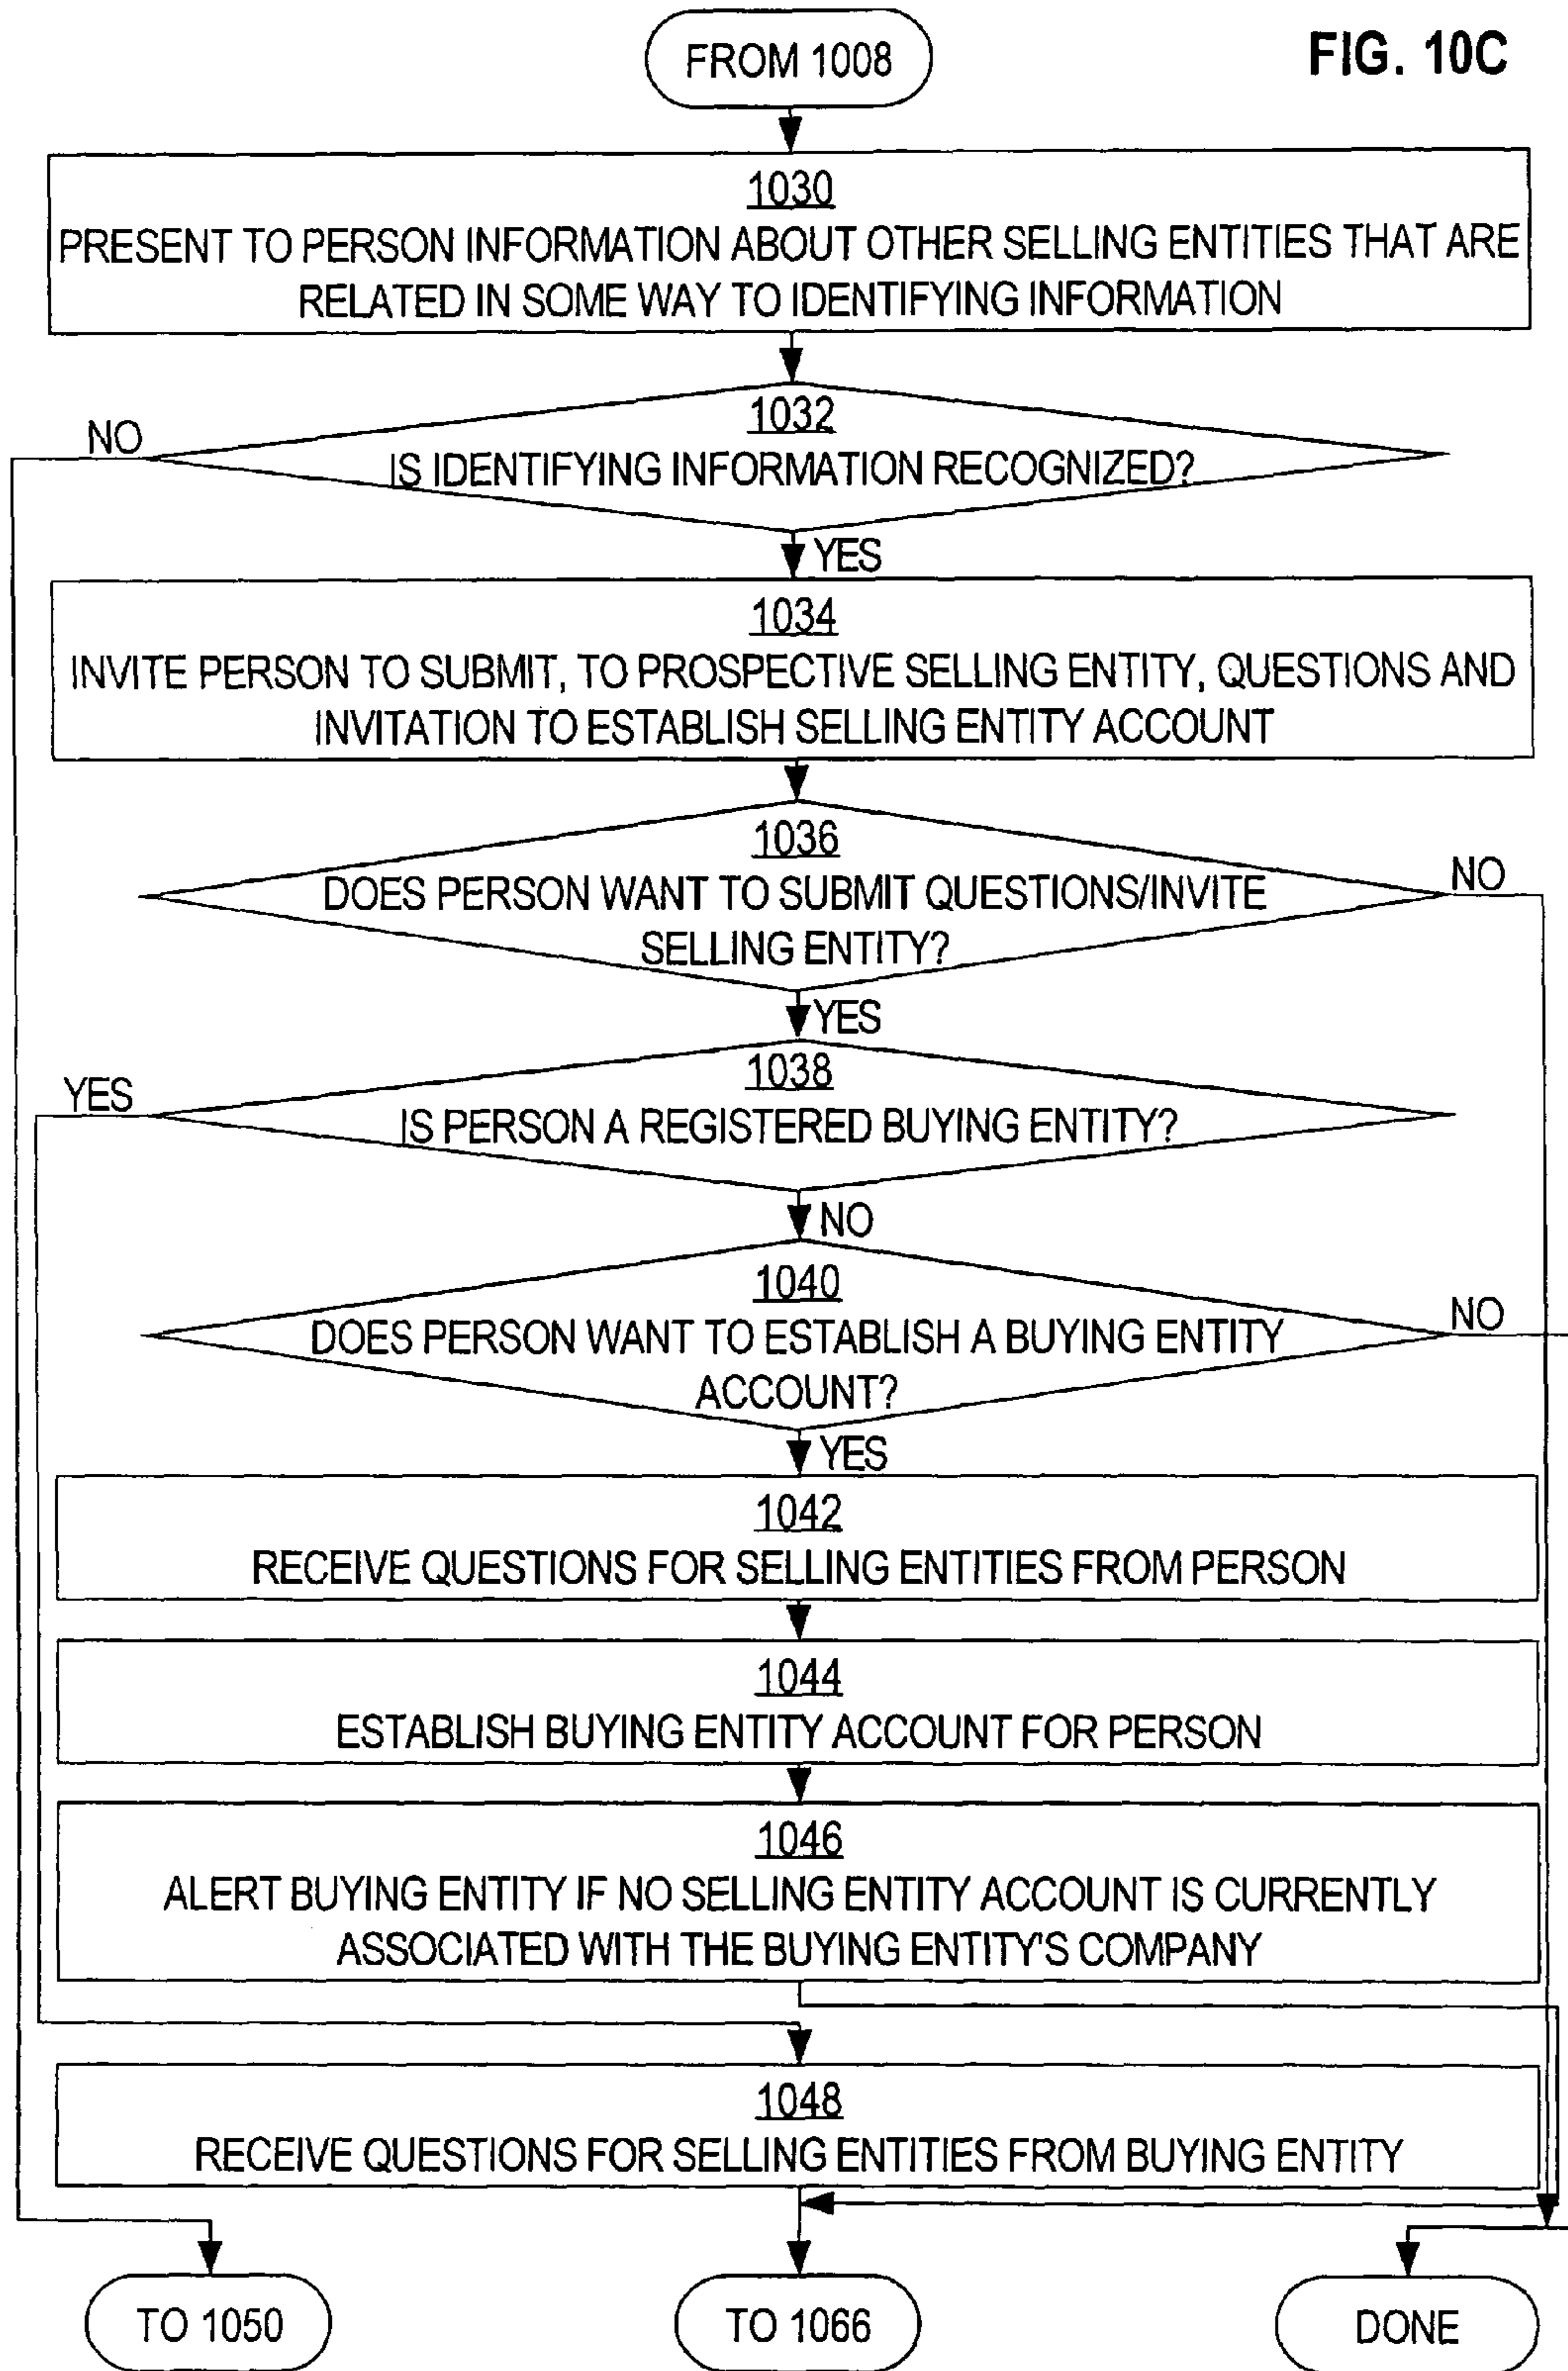 FROM 1008
FIG. 10C
1030
PRESENT TO PERSON INFORMATION ABOUT OTHER SELLING ENTITIES THAT ARE
RELATED IN SOME WAY TO IDENTIFYING INFORMATION
1032
NO
IS IDENTIFYING INFORMATION RECOGNIZED?
YES
1034
INVITE PERSON TO SUBMIT, TO PROSPECTIVE SELLING ENTITY, QUESTIONS AND
INVITATION TO ESTABLISH SELLING ENTITY ACCOUNT
1036
NO
DOES PERSON WANT TO SUBMIT QUESTIONS/INVITE
SELLING ENTITY?
YES
1038
YES
IS PERSON A REGISTERED BUYING ENTITY?
NO
1040
NO
DOES PERSON WANT TO ESTABLISH A BUYING ENTITY
ACCOUNT?
YES
1042
RECEIVE QUESTIONS FOR SELLING ENTITIES FROM PERSON
1044
ESTABLISH BUYING ENTITY ACCOUNT FOR PERSON
1046
ALERT BUYING ENTITY IF NO SELLING ENTITY ACCOUNT IS CURRENTLY
ASSOCIATED WITH THE BUYING ENTITY'S COMPANY
1048
RECEIVE QUESTIONS FOR SELLING ENTITIES FROM BUYING ENTITY
TO 1050
TO 1066
DONE